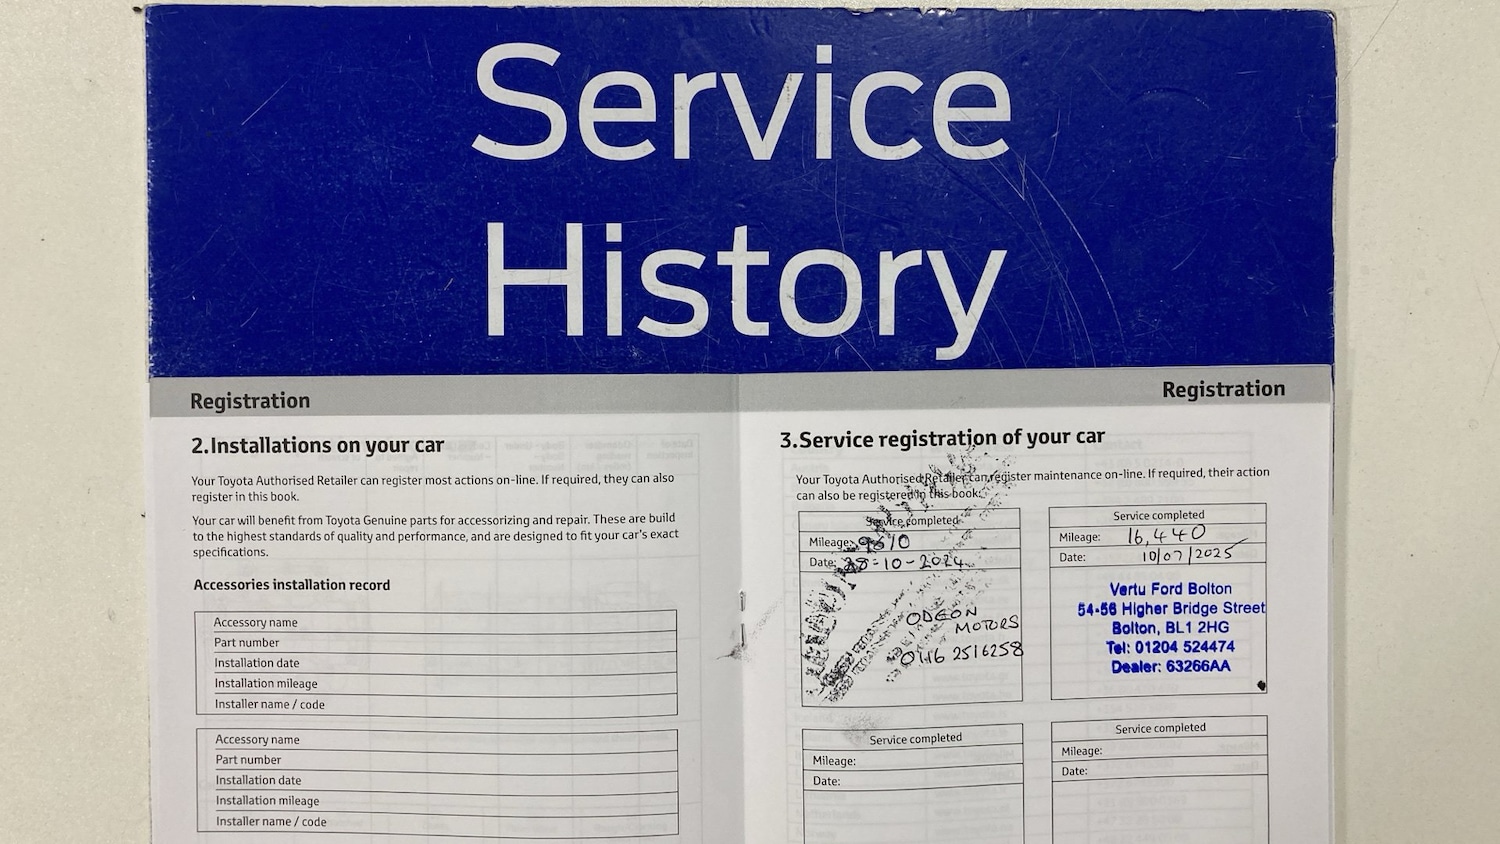 Service
History
Registration
2.Installations on your car
Your Toyota Authorised Retailer can register most actions on-line. If required, they can also
register in this book.
Your car will benefit from Toyota Genuine parts for accessorizing and repair. These are build
to the highest standards of quality and performance, and are designed to fit your car's exact
specifications.
Accessories installation record
Accessory name
Part number
Installation date
Installation mileage
Installer name / code
Accessory name
Part number
Installation date
Installation mileage
Installer name / code
Registration
3.Service registration of your car
Your Toyota Authorised Retailer can register maintenance on-line. If required, their action
can also be registered in this book.
Service completed
Mileage: 9610
Date: 28-10-2024
ODEON
MOTORS
0116 2516258
Service completed
Mileage: 16,440
Date: 10/07/2025
Vertu Ford Bolton
54-56 Higher Bridge Street
Bolton, BL1 2HG
Tel: 01204 524474
Dealer: 63266AA
Service completed
Mileage:
Date:
Service completed
Mileage:
Date: